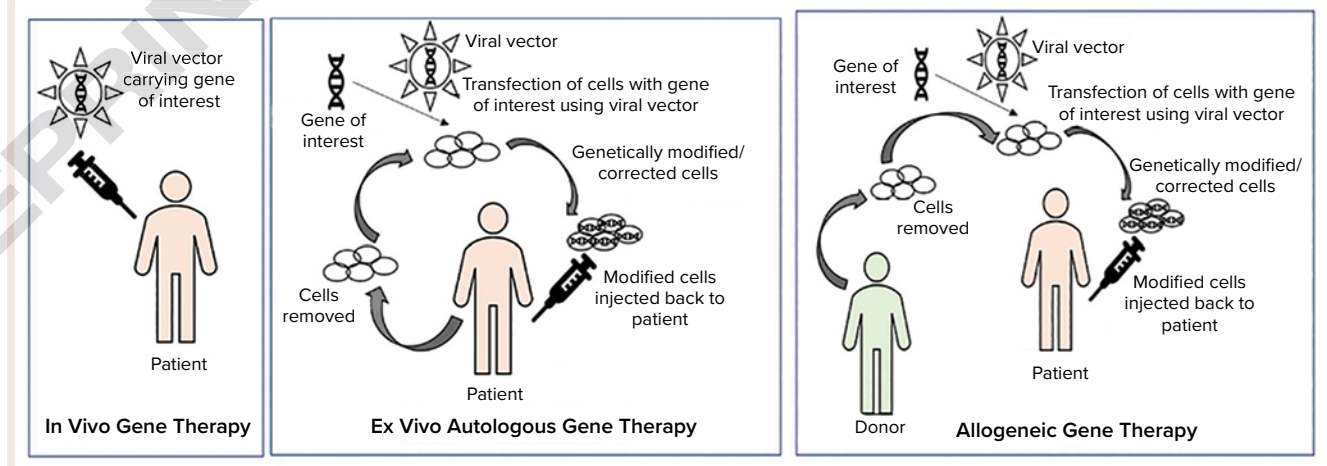 Viral vector
carrying gene
of interest
Patient
In Vivo Gene Therapy
Viral vector
Gene of
interest
Transfection of cells with gene
of interest using viral vector
Genetically modified/
corrected cells
Cells
removed
Modified cells
injected back to
patient
Patient
Ex Vivo Autologous Gene Therapy
Viral vector
Gene of
interest
Transfection of cells with gene
of interest using viral vector
Genetically modified/
corrected cells
Cells
removed
Modified cells
injected back to
patient
Patient
Donor
Allogeneic Gene Therapy